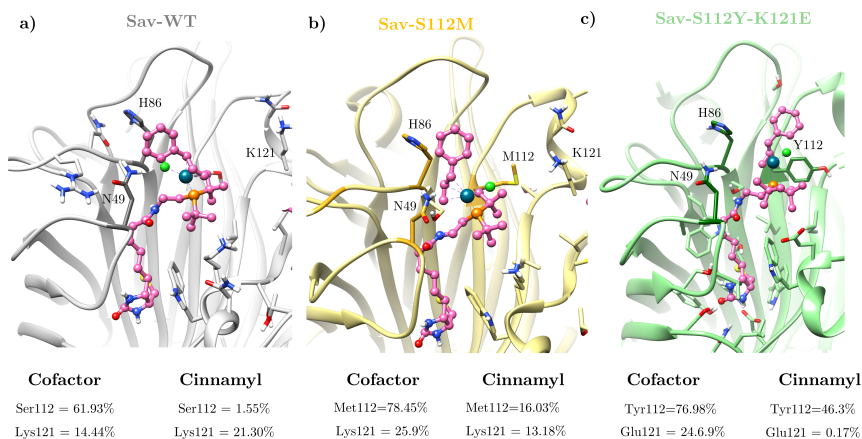 a) Sav-WT
H86
N49
K121
Cofactor Cinnamyl
Ser112 = 61.93% Ser112 = 1.55%
Lys121 = 14.44% Lys121 = 21.30%
b) Sav-S112M
H86
M112
K121
N49
Cofactor Cinnamyl
Met112=78.45% Met112=16.03%
Lys121 = 25.9% Lys121 = 13.18%
c) Sav-S112Y-K121E
H86
Y112
N49
Cofactor Cinnamyl
Tyr112=76.98% Tyr112=46.3%
Glu121 = 24.6.9% Glu121 = 0.17%